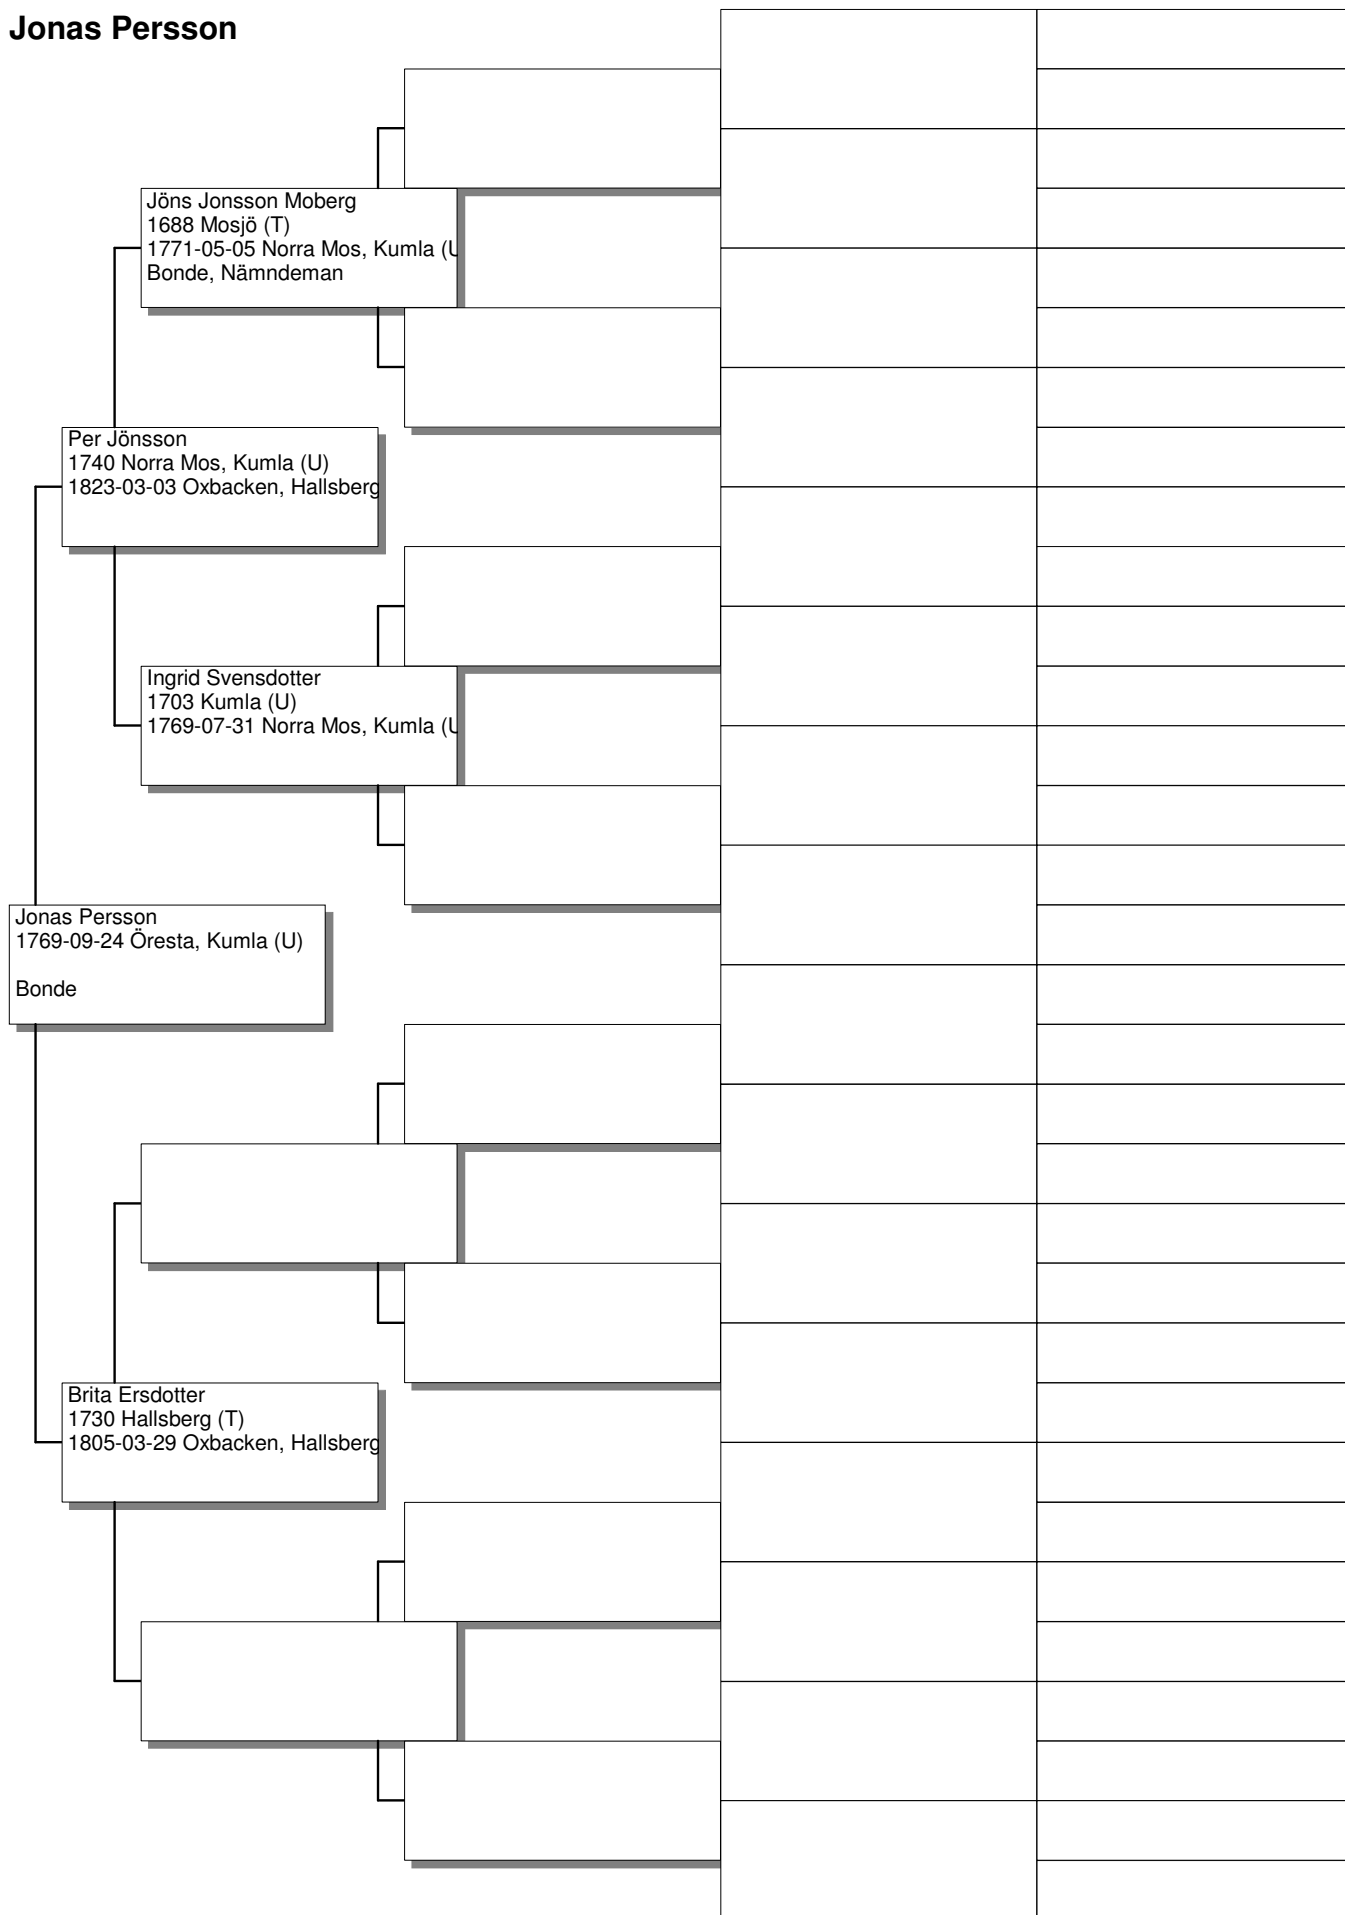 Jonas Persson
Jöns Jonsson Moberg
1688 Mosjö (T)
1771-05-05 Norra Mos, Kumla (U
Bonde, Nämndeman
Per Jönsson
1740 Norra Mos, Kumla (U)
1823-03-03 Oxbacken, Hallsberg
Ingrid Svensdotter
1703 Kumla (U)
1769-07-31 Norra Mos, Kumla (U
Jonas Persson
1769-09-24 Öresta, Kumla (U)
Bonde
Brita Ersdotter
1730 Hallsberg (T)
1805-03-29 Oxbacken, Hallsberg